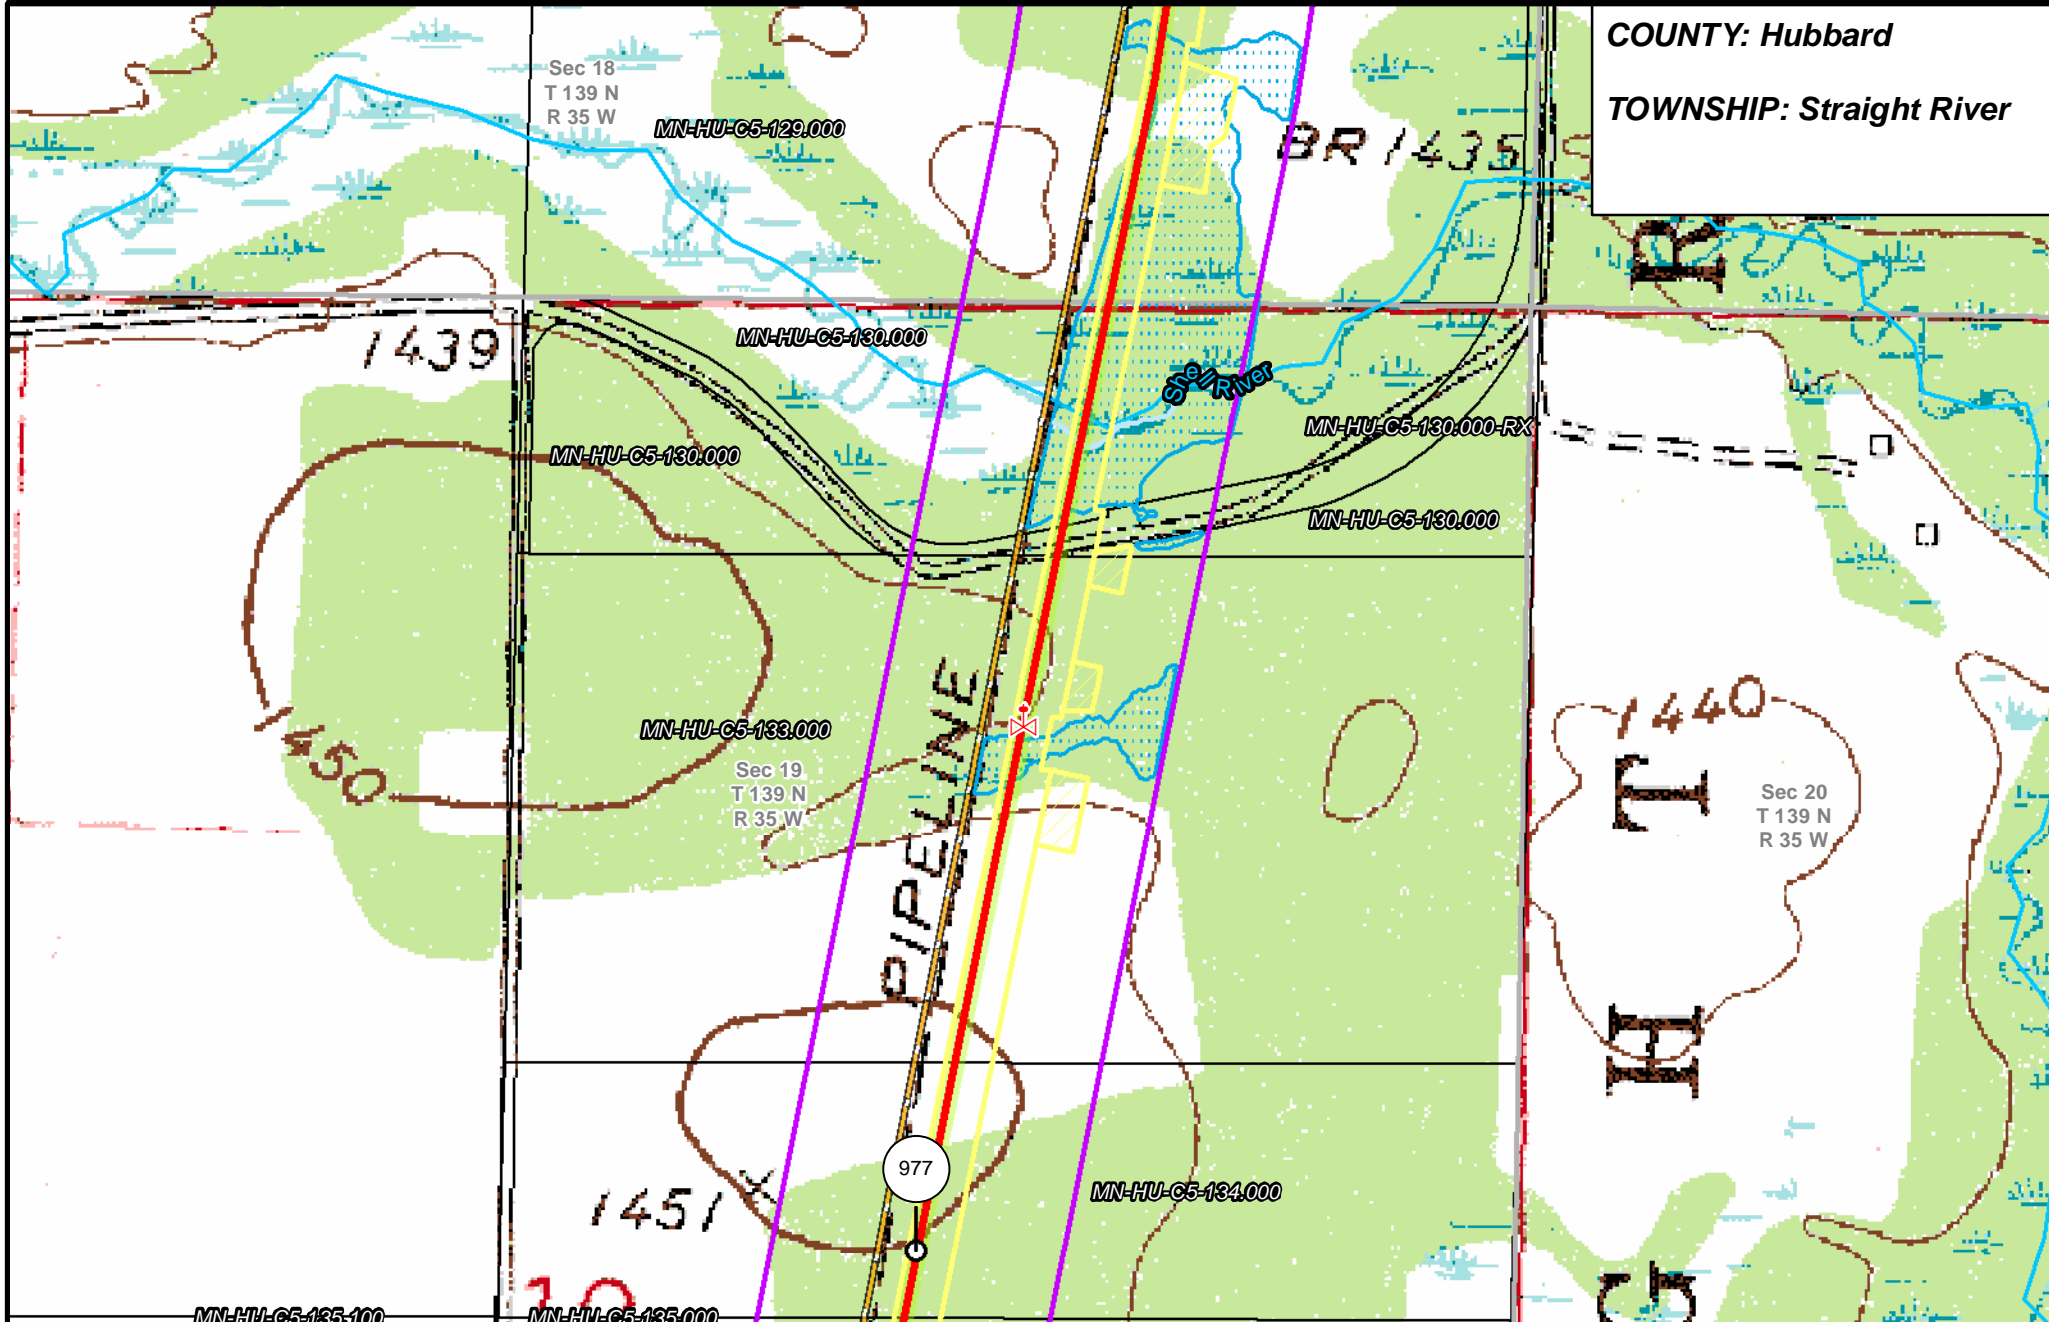 COUNTY: Hubbard
TOWNSHIP: Straight River
Sec 18
T 139 N
R 35 W
MN-HU-C5-129.000
BR 1435
R
1439
MN-HU-C5-130.000
Shell River
MN-HU-C5-130.000-RX
MN-HU-C5-130.000
MN-HU-C5-130.000
1450
MN-HU-C5-133.000
PIPELINE
Sec 19
T 139 N
R 35 W
1440
T
Sec 20
T 139 N
R 35 W
H
977
1451
MN-HU-C5-134.000
G
MN-HU-C5-135.100
MN-HU-C5-135.000